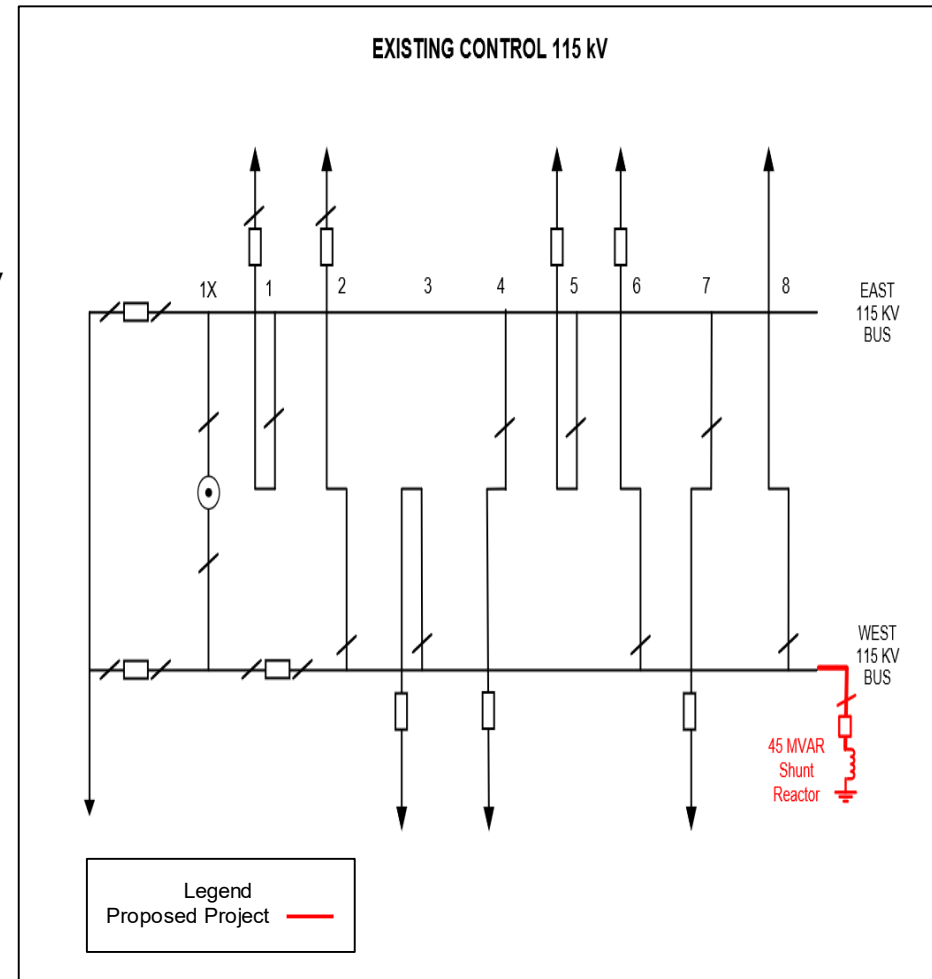 EXISTING CONTROL 115 kV
1X
1
2
3
4
5
6
7
8
EAST
115 KV
BUS
WEST
115 KV
BUS
45 MVAR
Shunt
Reactor
Legend
Proposed Project